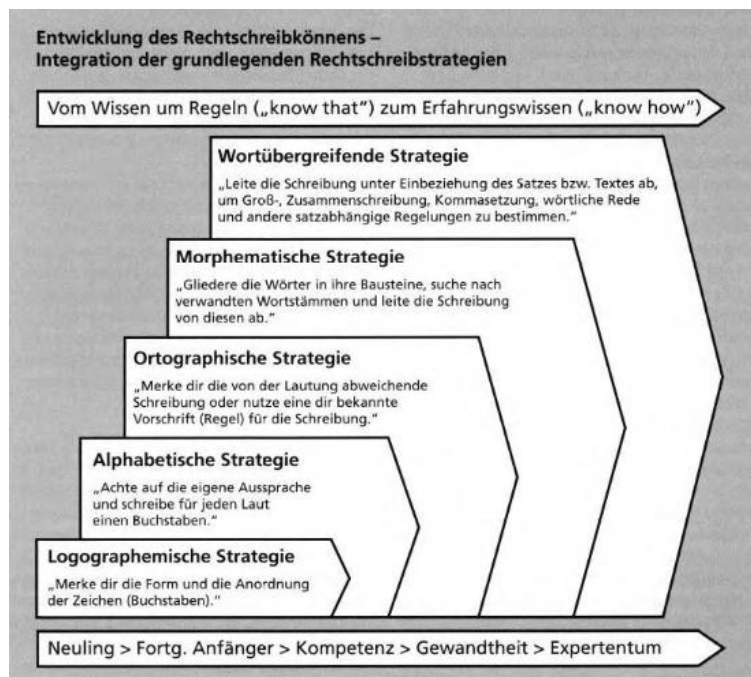 Entwicklung des Rechtschreibkönnens –
Integration der grundlegenden Rechtschreibstrategien
Vom Wissen um Regeln („know that”) zum Erfahrungswissen („know how”)
Wortübergreifende Strategie
„Leite die Schreibung unter Einbeziehung des Satzes bzw. Textes ab,
um Groß-, Zusammenschreibung, Kommasetzung, wörtliche Rede
und andere satzabhängige Regelungen zu bestimmen.”
Morphematische Strategie
„Gliedere die Wörter in ihre Bausteine, suche nach
verwandten Wortstämmen und leite die Schreibung
von diesen ab.”
Ortographische Strategie
„Merke dir die von der Lautung abweichende
Schreibung oder nutze eine dir bekannte
Vorschrift (Regel) für die Schreibung.”
Alphabetische Strategie
„Achte auf die eigene Aussprache
und schreibe für jeden Laut
einen Buchstaben.”
Logographemische Strategie
„Merke dir die Form und die Anordnung
der Zeichen (Buchstaben).”
Neuling > Fortg. Anfänger > Kompetenz > Gewandtheit > Expertentum